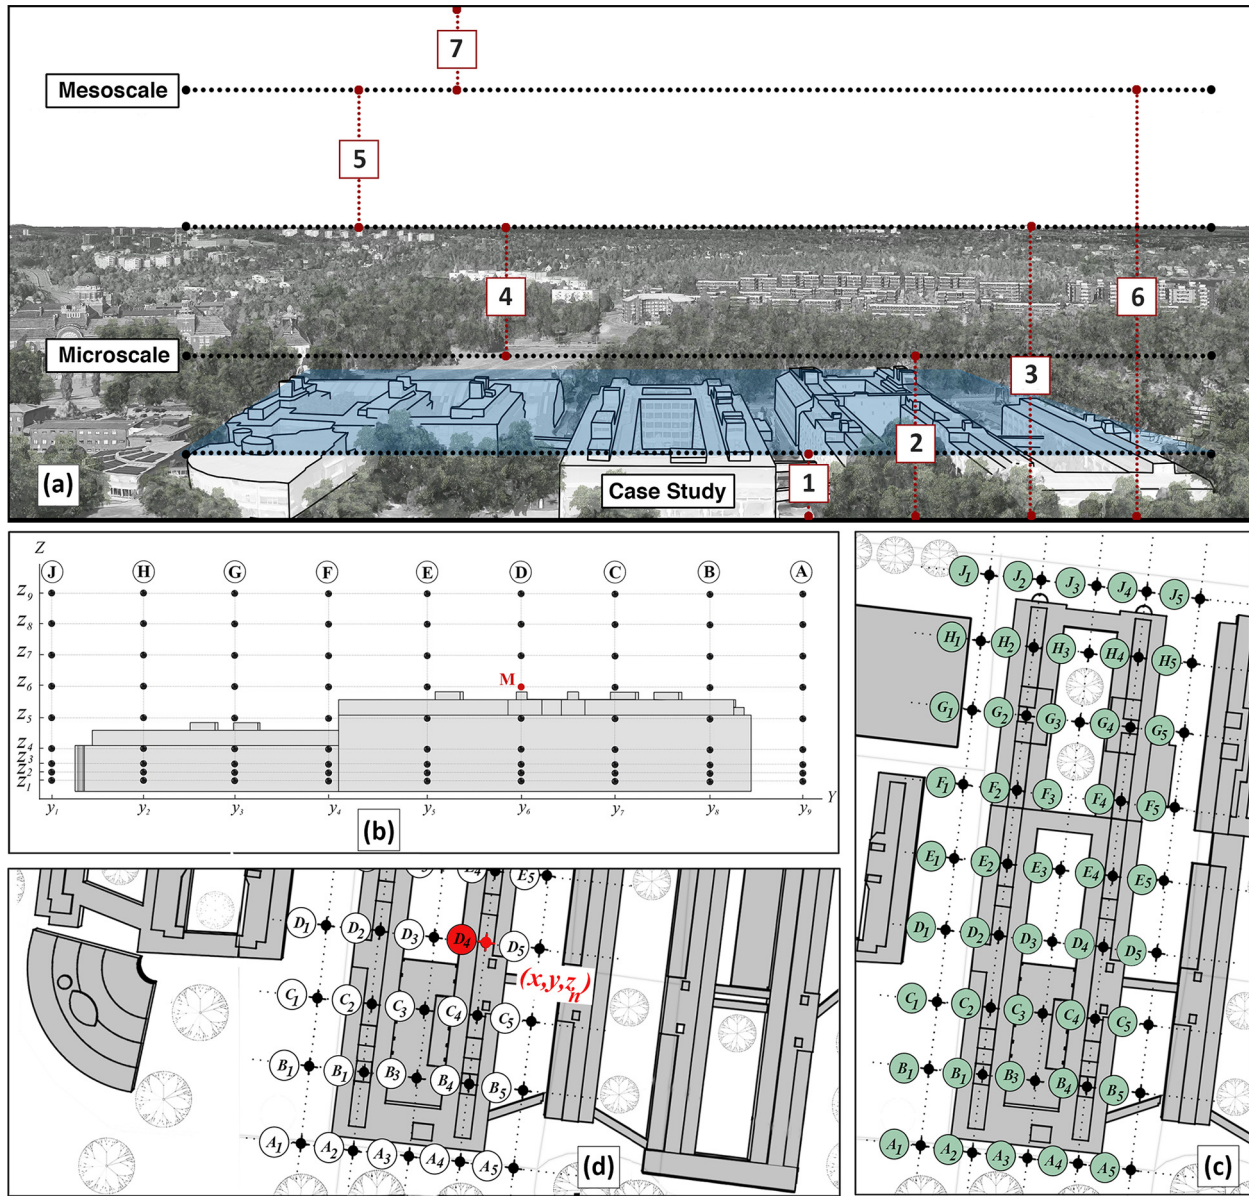 7
Mesoscale
5
4
6
Microscale
3
2
(a)
Case Study
1
Z
J H G F E D C B A
z9
z8
z7
M
z6
z5
z4
z3
z2
z1
Y
y1 y2 y3 y4 y5 y6 y7 y8 y9
(b)
J1 J2 J3 J4 J5
H1 H2 H3 H4 H5
G1 G2 G3 G4 G5
F1 F2 F3 F4 F5
E1 E2 E3 E4 E5
D1 D2 D3 D4 D5
C1 C2 C3 C4 C5
B1 B1 B3 B4 B5
A1 A2 A3 A4 A5
(c)
E4 E5
D1 D2 D3 D4 D5
(x,y,zn)
C1 C2 C3 C4 C5
B1 B1 B3 B4 B5
A1 A2 A3 A4 A5
(d)